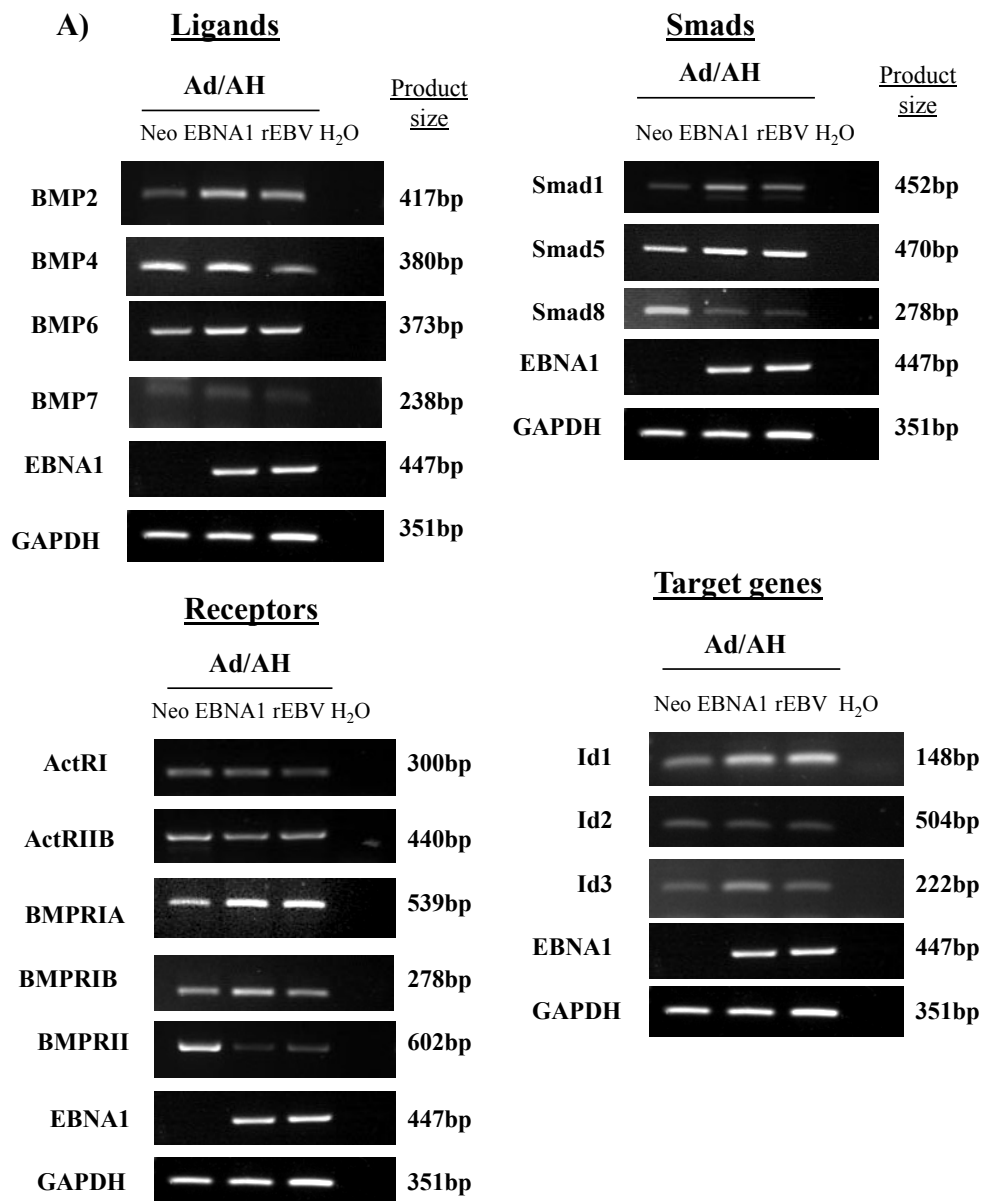 A)
Ligands
Ad/AH
Product
size
Neo EBNA1 rEBV H₂O
BMP2 417bp
BMP4 380bp
BMP6 373bp
BMP7 238bp
EBNA1 447bp
GAPDH 351bp
Smads
Ad/AH
Product
size
Neo EBNA1 rEBV H₂O
Smad1 452bp
Smad5 470bp
Smad8 278bp
EBNA1 447bp
GAPDH 351bp
Receptors
Ad/AH
Neo EBNA1 rEBV H₂O
ActRI 300bp
ActRIIB 440bp
BMPRIA 539bp
BMPRIB 278bp
BMPRII 602bp
EBNA1 447bp
GAPDH 351bp
Target genes
Ad/AH
Neo EBNA1 rEBV H₂O
Id1 148bp
Id2 504bp
Id3 222bp
EBNA1 447bp
GAPDH 351bp